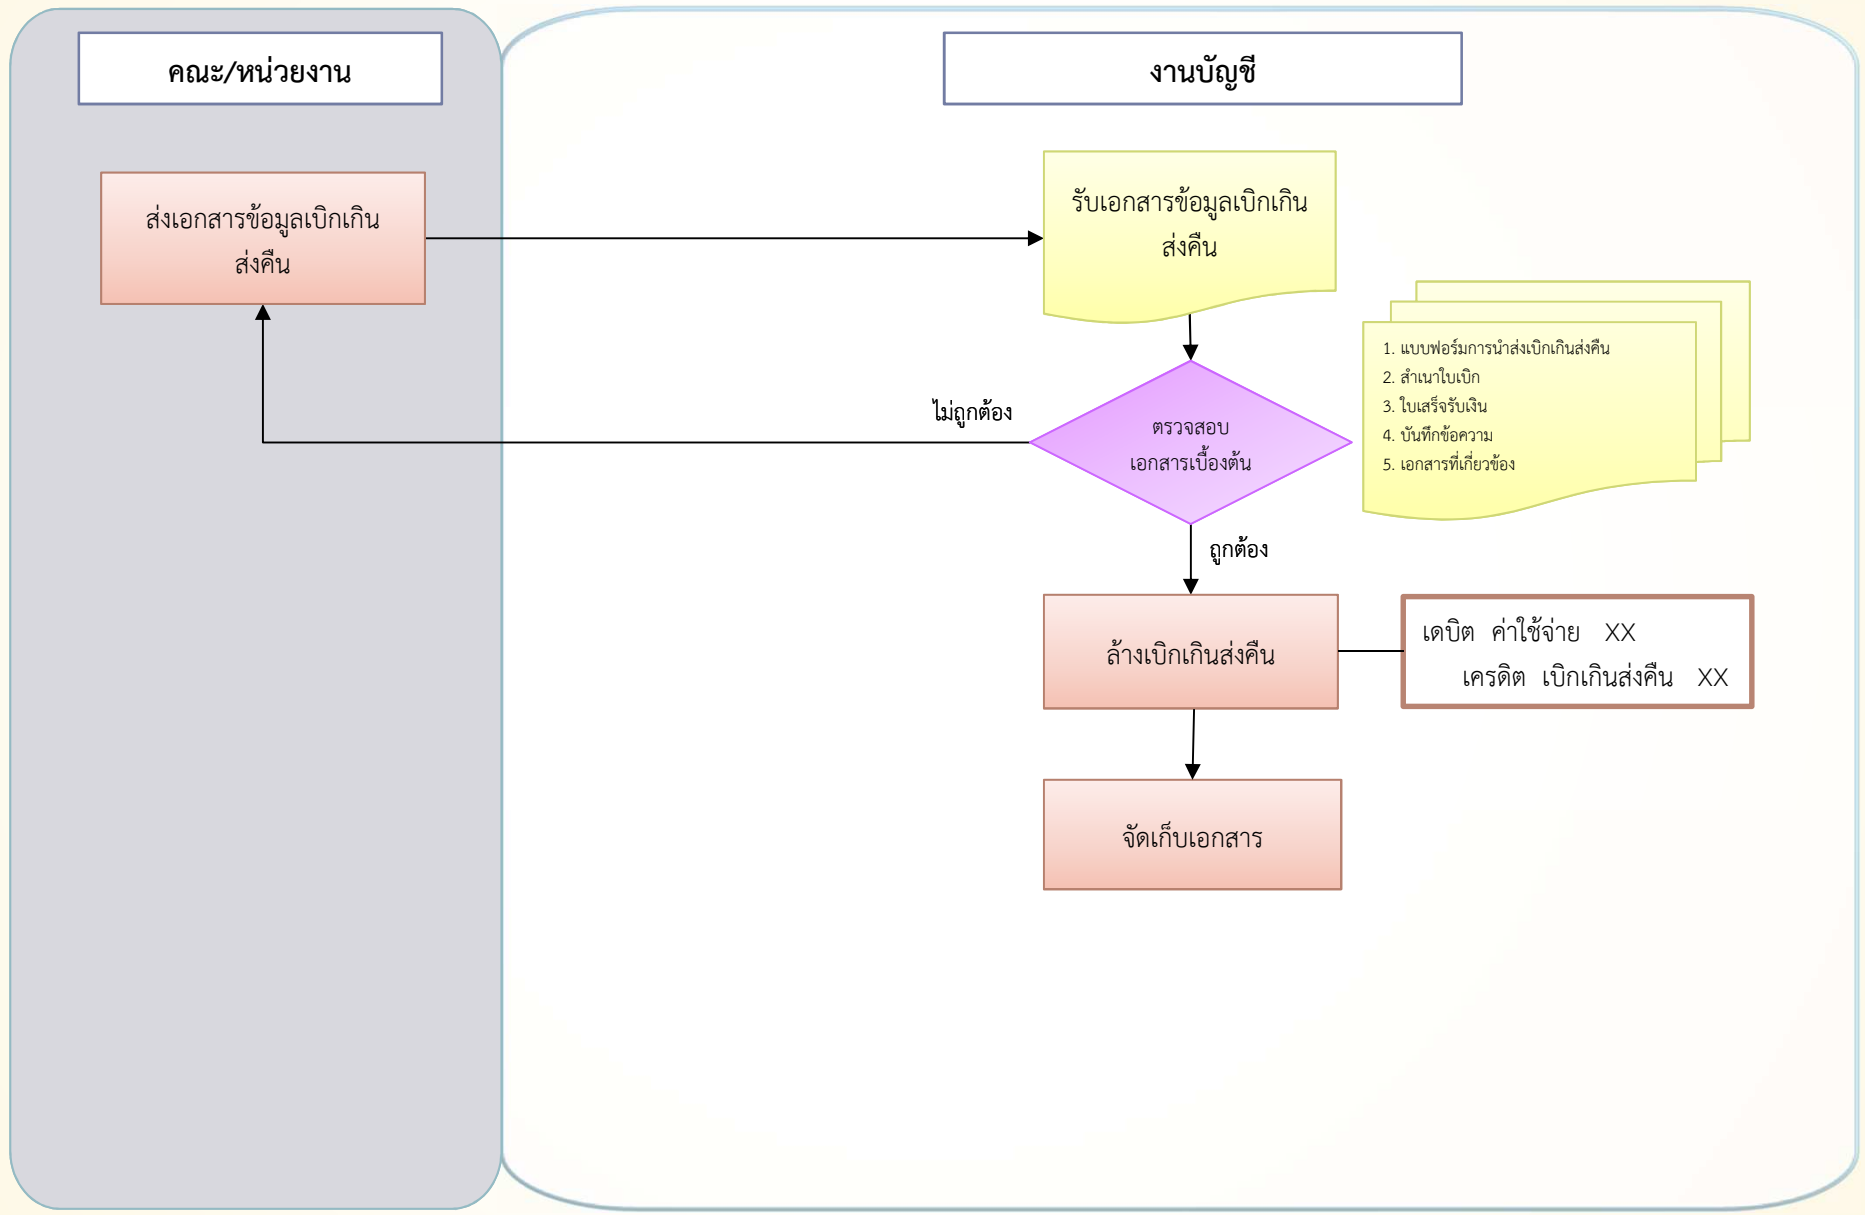 คณะ/หน่วยงาน
งานบัญชี
ส่งเอกสารข้อมูลเบิกเกิน
ส่งคืน
รับเอกสารข้อมูลเบิกเกิน
ส่งคืน
1. แบบฟอร์มการนำส่งเบิกเกินส่งคืน
2. สำเนาใบเบิก
3. ใบเสร็จรับเงิน
4. บันทึกข้อความ
5. เอกสารที่เกี่ยวข้อง
ไม่ถูกต้อง
ตรวจสอบ
เอกสารเบื้องต้น
ถูกต้อง
ล้างเบิกเกินส่งคืน
เดบิต ค่าใช้จ่าย XX
เครดิต เบิกเกินส่งคืน XX
จัดเก็บเอกสาร